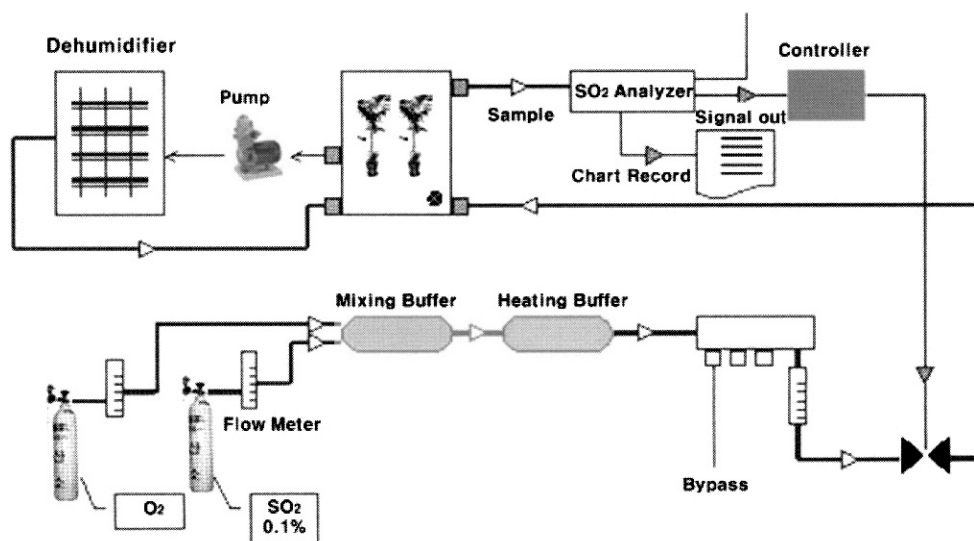 Dehumidifier
Pump
Sample
SO₂ Analyzer
Controller
Signal out
Chart Record
Mixing Buffer
Heating Buffer
Flow Meter
Bypass
O₂
SO₂
0.1%